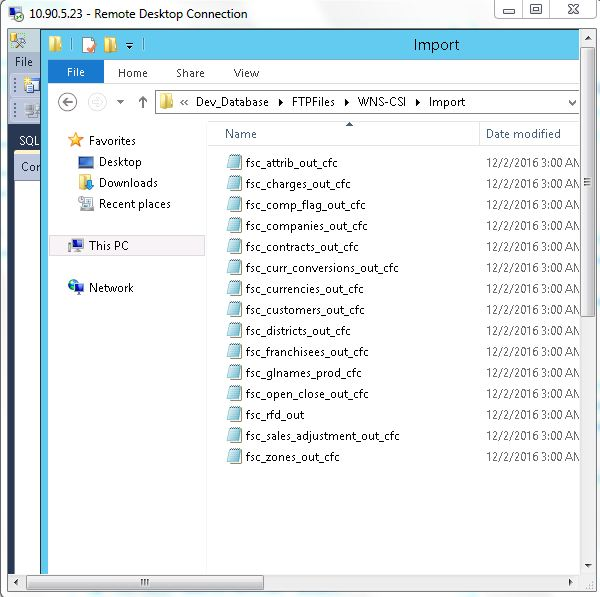 10.90.5.23 - Remote Desktop Connection
File
SQL
Cor
Import
File Home Share View
« Dev_Database FTPFiles WNS-CSI Import
Favorites
Desktop
Downloads
Recent places
This PC
Network
Name Date modified
fsc_attrib_out_cfc 12/2/2016 3:00 AM
fsc_charges_out_cfc 12/2/2016 3:00 AM
fsc_comp_flag_out_cfc 12/2/2016 3:00 AM
fsc_companies_out_cfc 12/2/2016 3:00 AM
fsc_contracts_out_cfc 12/2/2016 3:00 AM
fsc_curr_conversions_out_cfc 12/2/2016 3:00 AM
fsc_currencies_out_cfc 12/2/2016 3:00 AM
fsc_customers_out_cfc 12/2/2016 3:00 AM
fsc_districts_out_cfc 12/2/2016 3:00 AM
fsc_franchisees_out_cfc 12/2/2016 3:00 AM
fsc_glnames_prod_cfc 12/2/2016 3:00 AM
fsc_open_close_out_cfc 12/2/2016 3:00 AM
fsc_rfd_out 12/2/2016 3:00 AM
fsc_sales_adjustment_out_cfc 12/2/2016 3:00 AM
fsc_zones_out_cfc 12/2/2016 3:00 AM